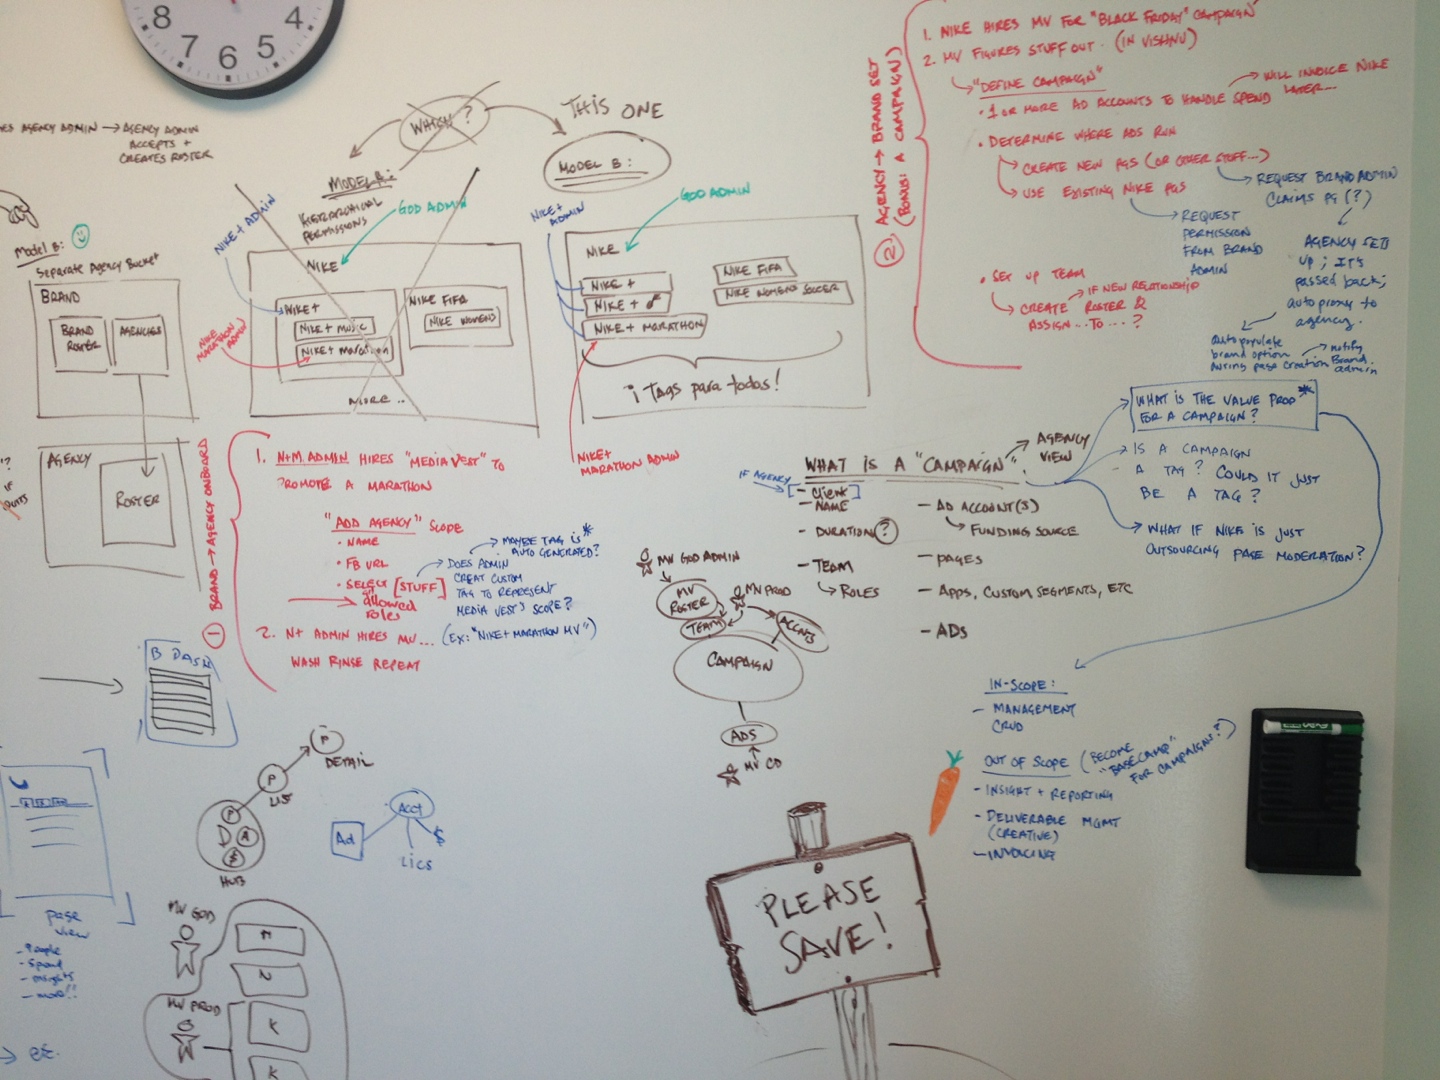 8
7
6
5
4
AGENCY ADMIN → AGENCY ADMIN
ACCEPTS +
CREATES ROSTER
WHICH?
THIS ONE
MODEL A:
HIERARCHICAL
PERMISSIONS
GOD ADMIN
NIKE+ ADMIN
NIKE
NIKE+
NIKE+ MUSIC
NIKE+ MARATHON
NIKE FIFA
NIKE WOMENS
MORE..
NIKE
MARATHON
ADMIN
MODEL B:
GOD ADMIN
NIKE+
ADMIN
NIKE
NIKE +
NIKE +
NIKE+ MARATHON
NIKE FIFA
NIKE WOMENS SOCCER
¡Tags para todos!
NIKE+
MARATHON ADMIN
Model B:
Separate Agency Bucket
BRAND
BRAND
ROSTER
AGENCIES
AGENCY
ROSTER
② AGENCY → BRAND SET
(BONUS: A CAMPAIGN)
1. NIKE HIRES MV FOR "BLACK FRIDAY" CAMPAIGN
2. MV FIGURES STUFF OUT. (IN VISHNU)
"DEFINE CAMPAIGN"
• 1 OR MORE AD ACCOUNTS TO HANDLE SPEND
WILL INVOICE NIKE
LATER...
• DETERMINE WHERE ADS RUN
CREATE NEW PGS (OR OTHER STUFF...)
USE EXISTING NIKE PGS
REQUEST BRAND ADMIN
CLAIMS PG (?)
REQUEST
PERMISSION
FROM BRAND
ADMIN
AGENCY SETS
UP; IT'S
passed back;
auto proxy to
agency.
auto populate
brand option
during page creation
notify
Brand
admin
• SET UP TEAM
CREATE ROSTER &
ASSIGN...TO...?
IF NEW RELATIONSHIP
① BRAND → AGENCY ONBOARD
1. N+M ADMIN HIRES "MEDIA VEST" TO
PROMOTE A MARATHON
"ADD AGENCY" SCOPE
• NAME
• FB URL
• SELECT [STUFF]
allowed
roles
DOES ADMIN
CREAT CUSTOM
TAG TO REPRESENT
MEDIA VEST'S SCOPE?
MAYBE TAG IS *
AUTO GENERATED?
2. N+ ADMIN HIRES MV... (EX: "NIKE+ MARATHON MV")
WASH RINSE REPEAT
WHAT IS A "CAMPAIGN"
AGENCY
VIEW
IF AGENCY
[- Client]
- NAME
- DURATION (?)
- TEAM
ROLES
- AD ACCOUNT(S)
FUNDING SOURCE
- PAGES
- APPS, CUSTOM SEGMENTS, ETC
- ADS
WHAT IS THE VALUE PROP *
FOR A CAMPAIGN?
IS A CAMPAIGN
A TAG? COULD IT JUST
BE A TAG?
WHAT IF NIKE IS JUST
OUTSOURCING PAGE MODERATION?
MV GOD ADMIN
MV
ROSTER
MV PROD
TEAM
ACCNTS
CAMPAIGN
ADS
MV CD
IN-SCOPE:
- MANAGEMENT
CRUD
OUT OF SCOPE (BECOME
"BASECAMP"
FOR CAMPAIGNS?)
- INSIGHT + REPORTING
- DELIVERABLE MGMT
(CREATIVE)
- INVOICING
B DASH
P
DETAIL
P
LIST
P
HUB
Ad
ACCT
LICS
$
page
view
- People
- Spend
- insights
- more!!
etc.
MV GOD
MV PROD
K
K
PLEASE
SAVE!